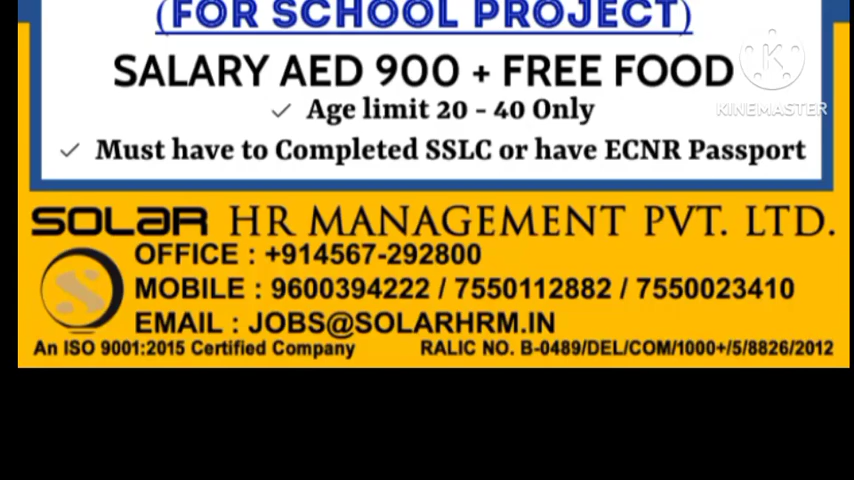 (FOR SCHOOL PROJECT)
SALARY AED 900 + FREE FOOD
✓ Age limit 20 - 40 Only
✓ Must have to Completed SSLC or have ECNR Passport
KINEMASTER
SOLAR HR MANAGEMENT PVT. LTD.
OFFICE : +914567-292800
MOBILE : 9600394222 / 7550112882 / 7550023410
EMAIL : JOBS@SOLARHRM.IN
An ISO 9001:2015 Certified Company RALIC NO. B-0489/DEL/COM/1000+/5/8826/2012